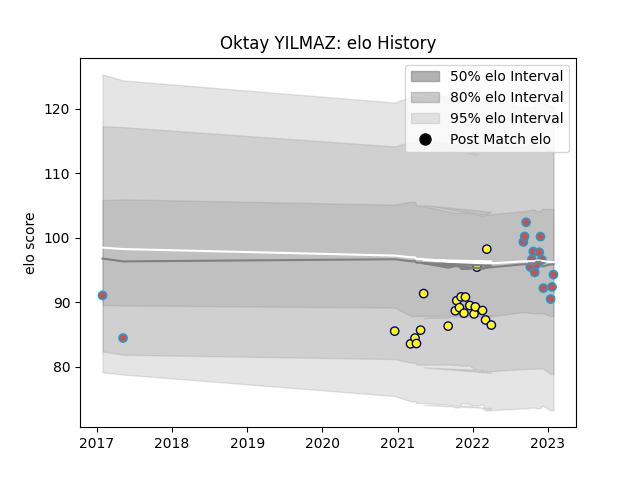 Oktay YILMAZ: elo History
50% elo Interval
80% elo Interval
95% elo Interval
Post Match elo
elo score
120
110
100
90
80
2017 2018 2019 2020 2021 2022 2023